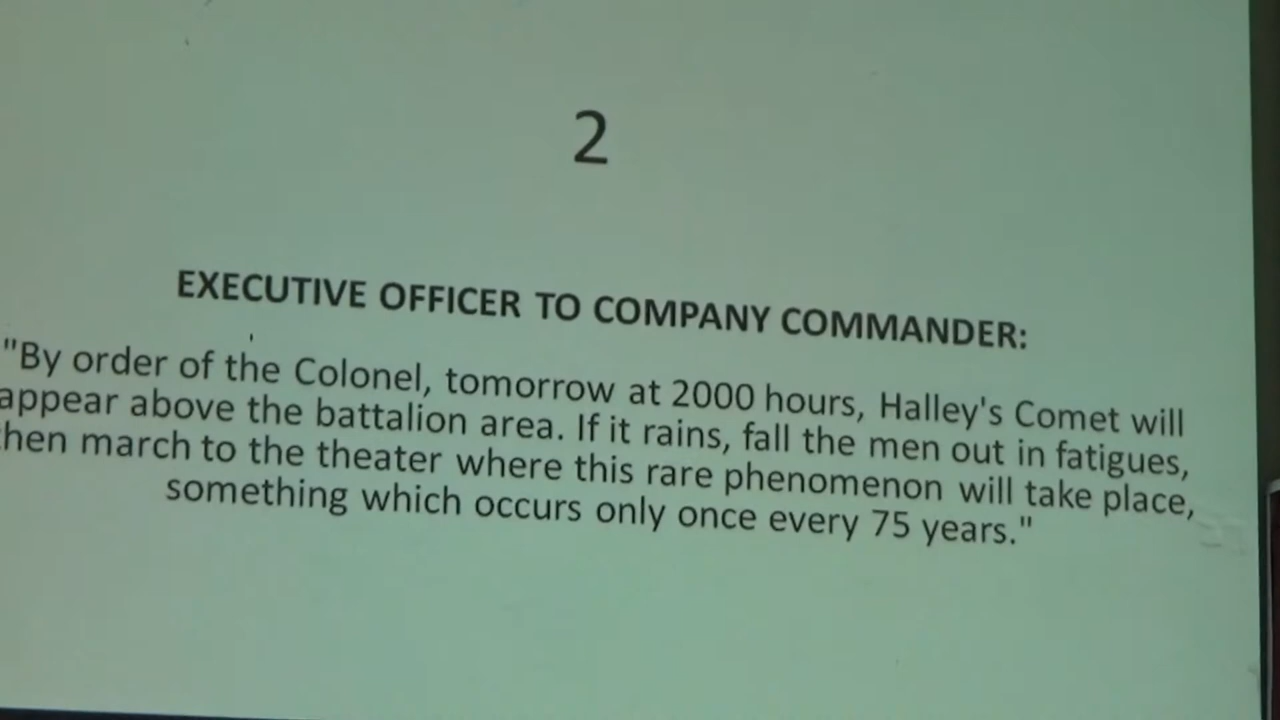 2
EXECUTIVE OFFICER TO COMPANY COMMANDER:
"By order of the Colonel, tomorrow at 2000 hours, Halley's Comet will
appear above the battalion area. If it rains, fall the men out in fatigues,
then march to the theater where this rare phenomenon will take place,
something which occurs only once every 75 years."